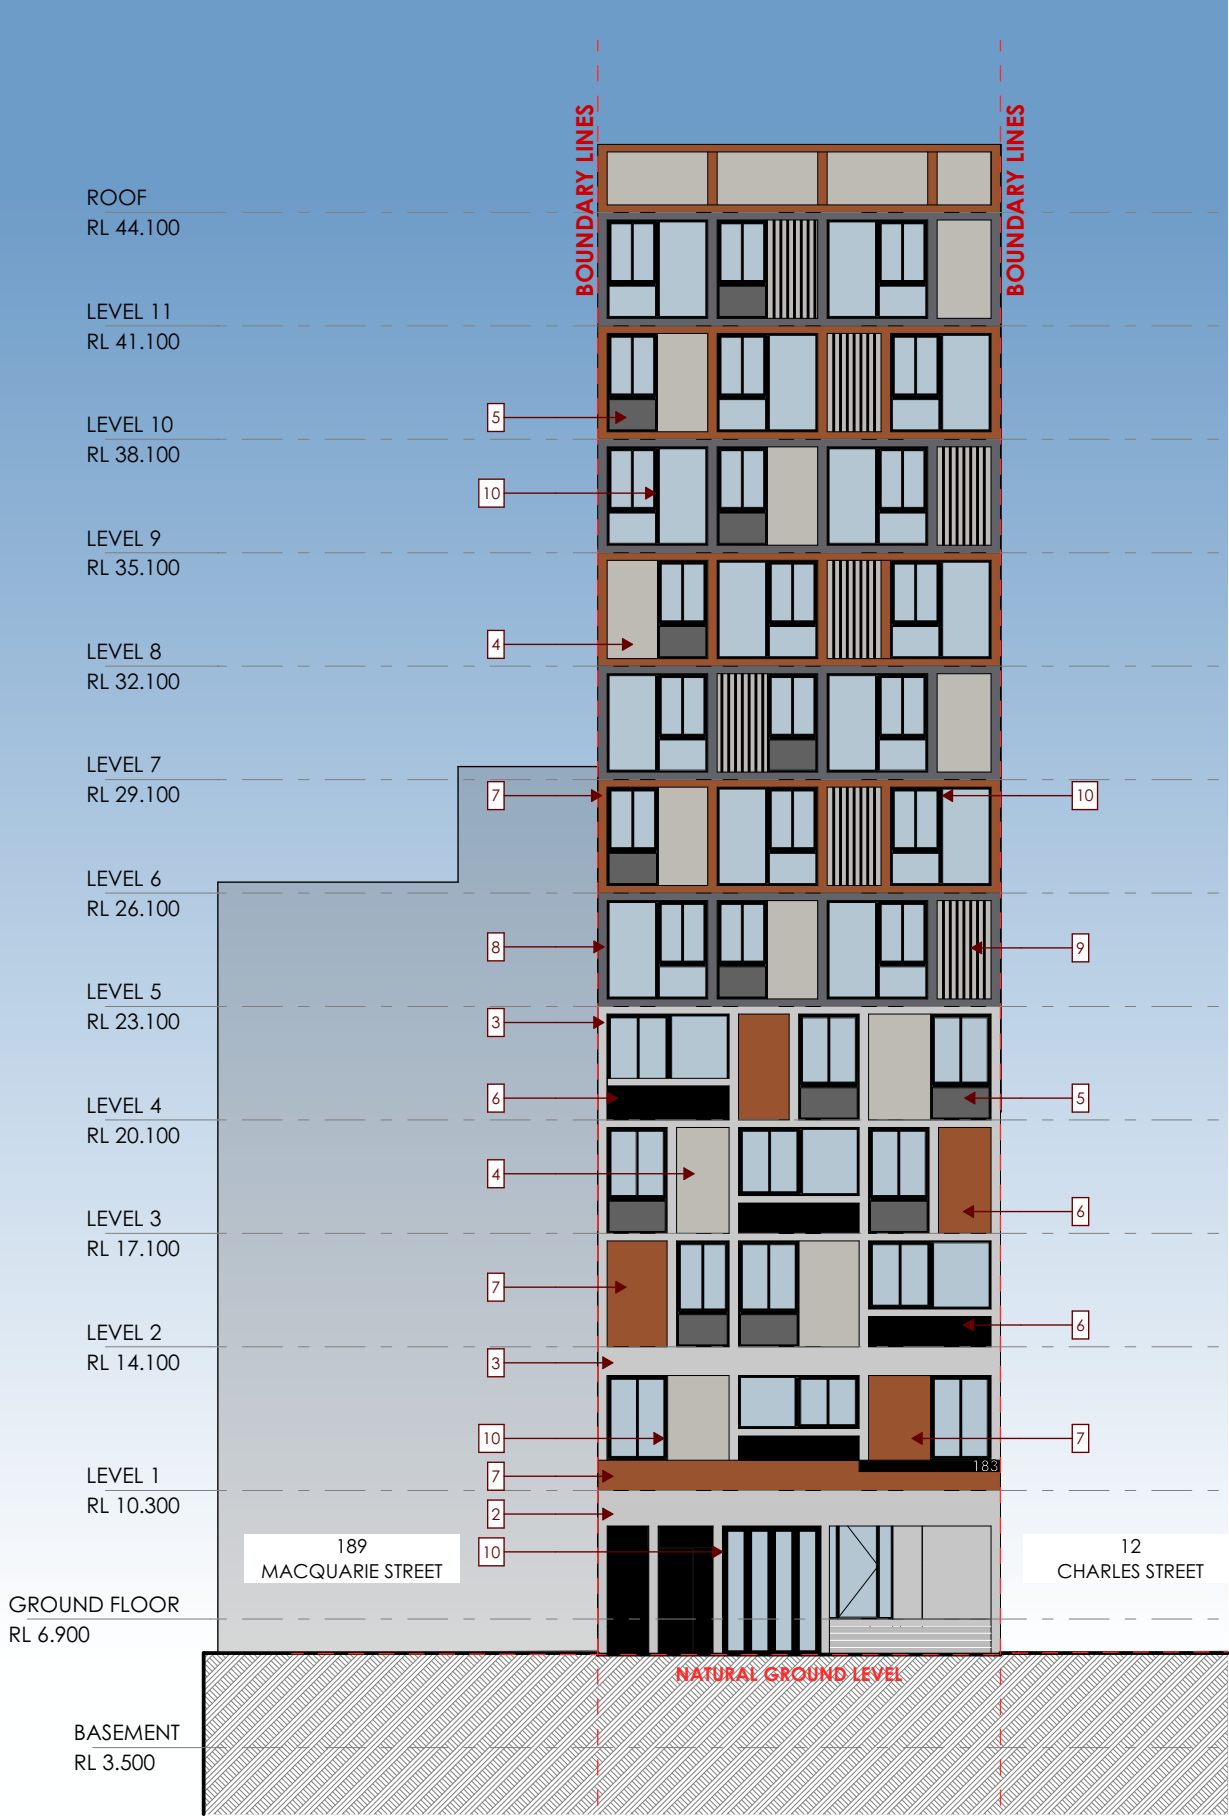 BOUNDARY LINES
BOUNDARY LINES
ROOF
RL 44.100
LEVEL 11
RL 41.100
5
LEVEL 10
RL 38.100
10
LEVEL 9
RL 35.100
4
LEVEL 8
RL 32.100
LEVEL 7
RL 29.100
7
10
LEVEL 6
RL 26.100
8
9
LEVEL 5
RL 23.100
3
6
5
LEVEL 4
RL 20.100
4
6
LEVEL 3
RL 17.100
7
6
LEVEL 2
RL 14.100
3
10
7
183
LEVEL 1
RL 10.300
7
2
10
189
MACQUARIE STREET
12
CHARLES STREET
GROUND FLOOR
RL 6.900
NATURAL GROUND LEVEL
BASEMENT
RL 3.500